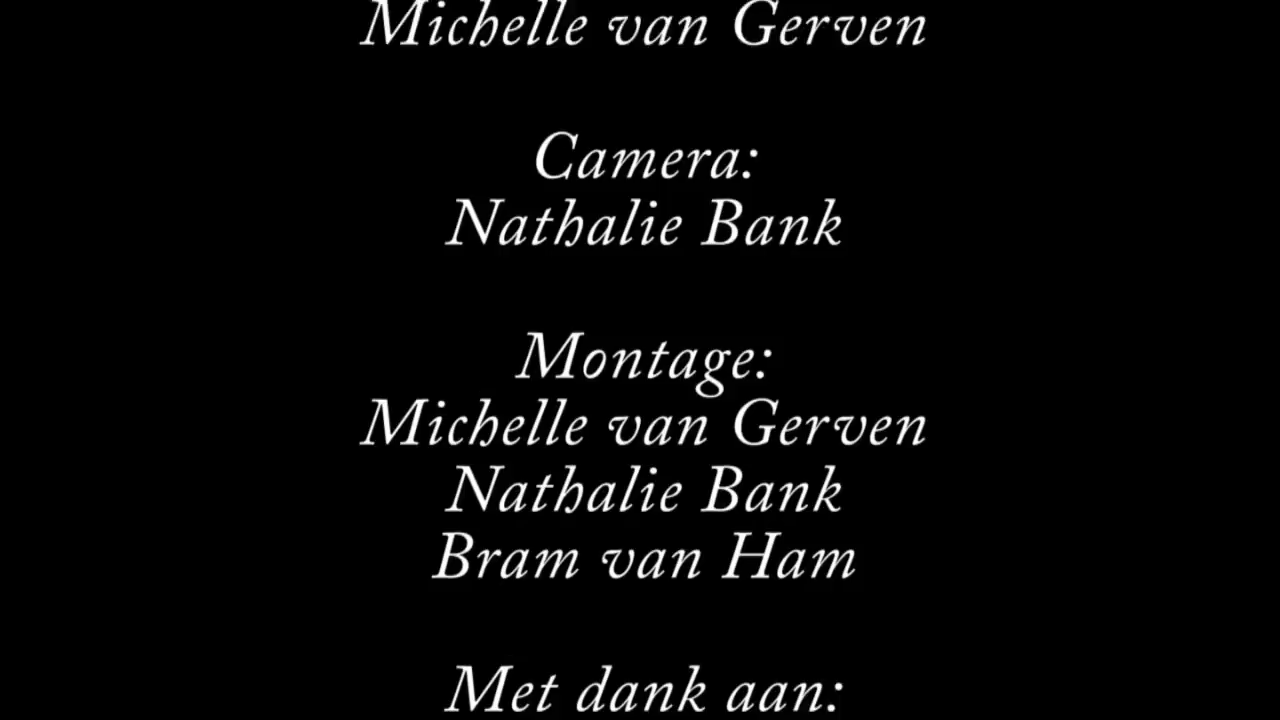 Michelle van Gerven
Camera:
Nathalie Bank
Montage:
Michelle van Gerven
Nathalie Bank
Bram van Ham
Met dank aan: